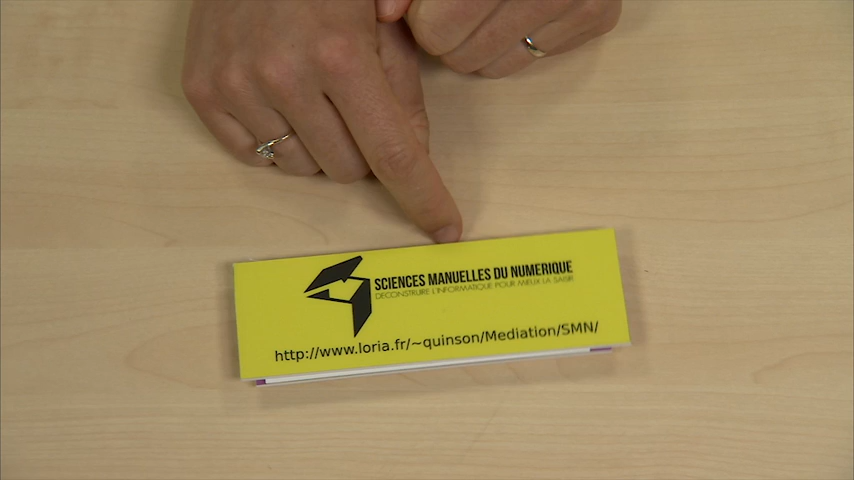 SCIENCES MANUELLES DU NUMERIQUE
DECONSTRUIRE L'INFORMATIQUE POUR MIEUX LA SAISIR
http://www.loria.fr/~quinson/Mediation/SMN/